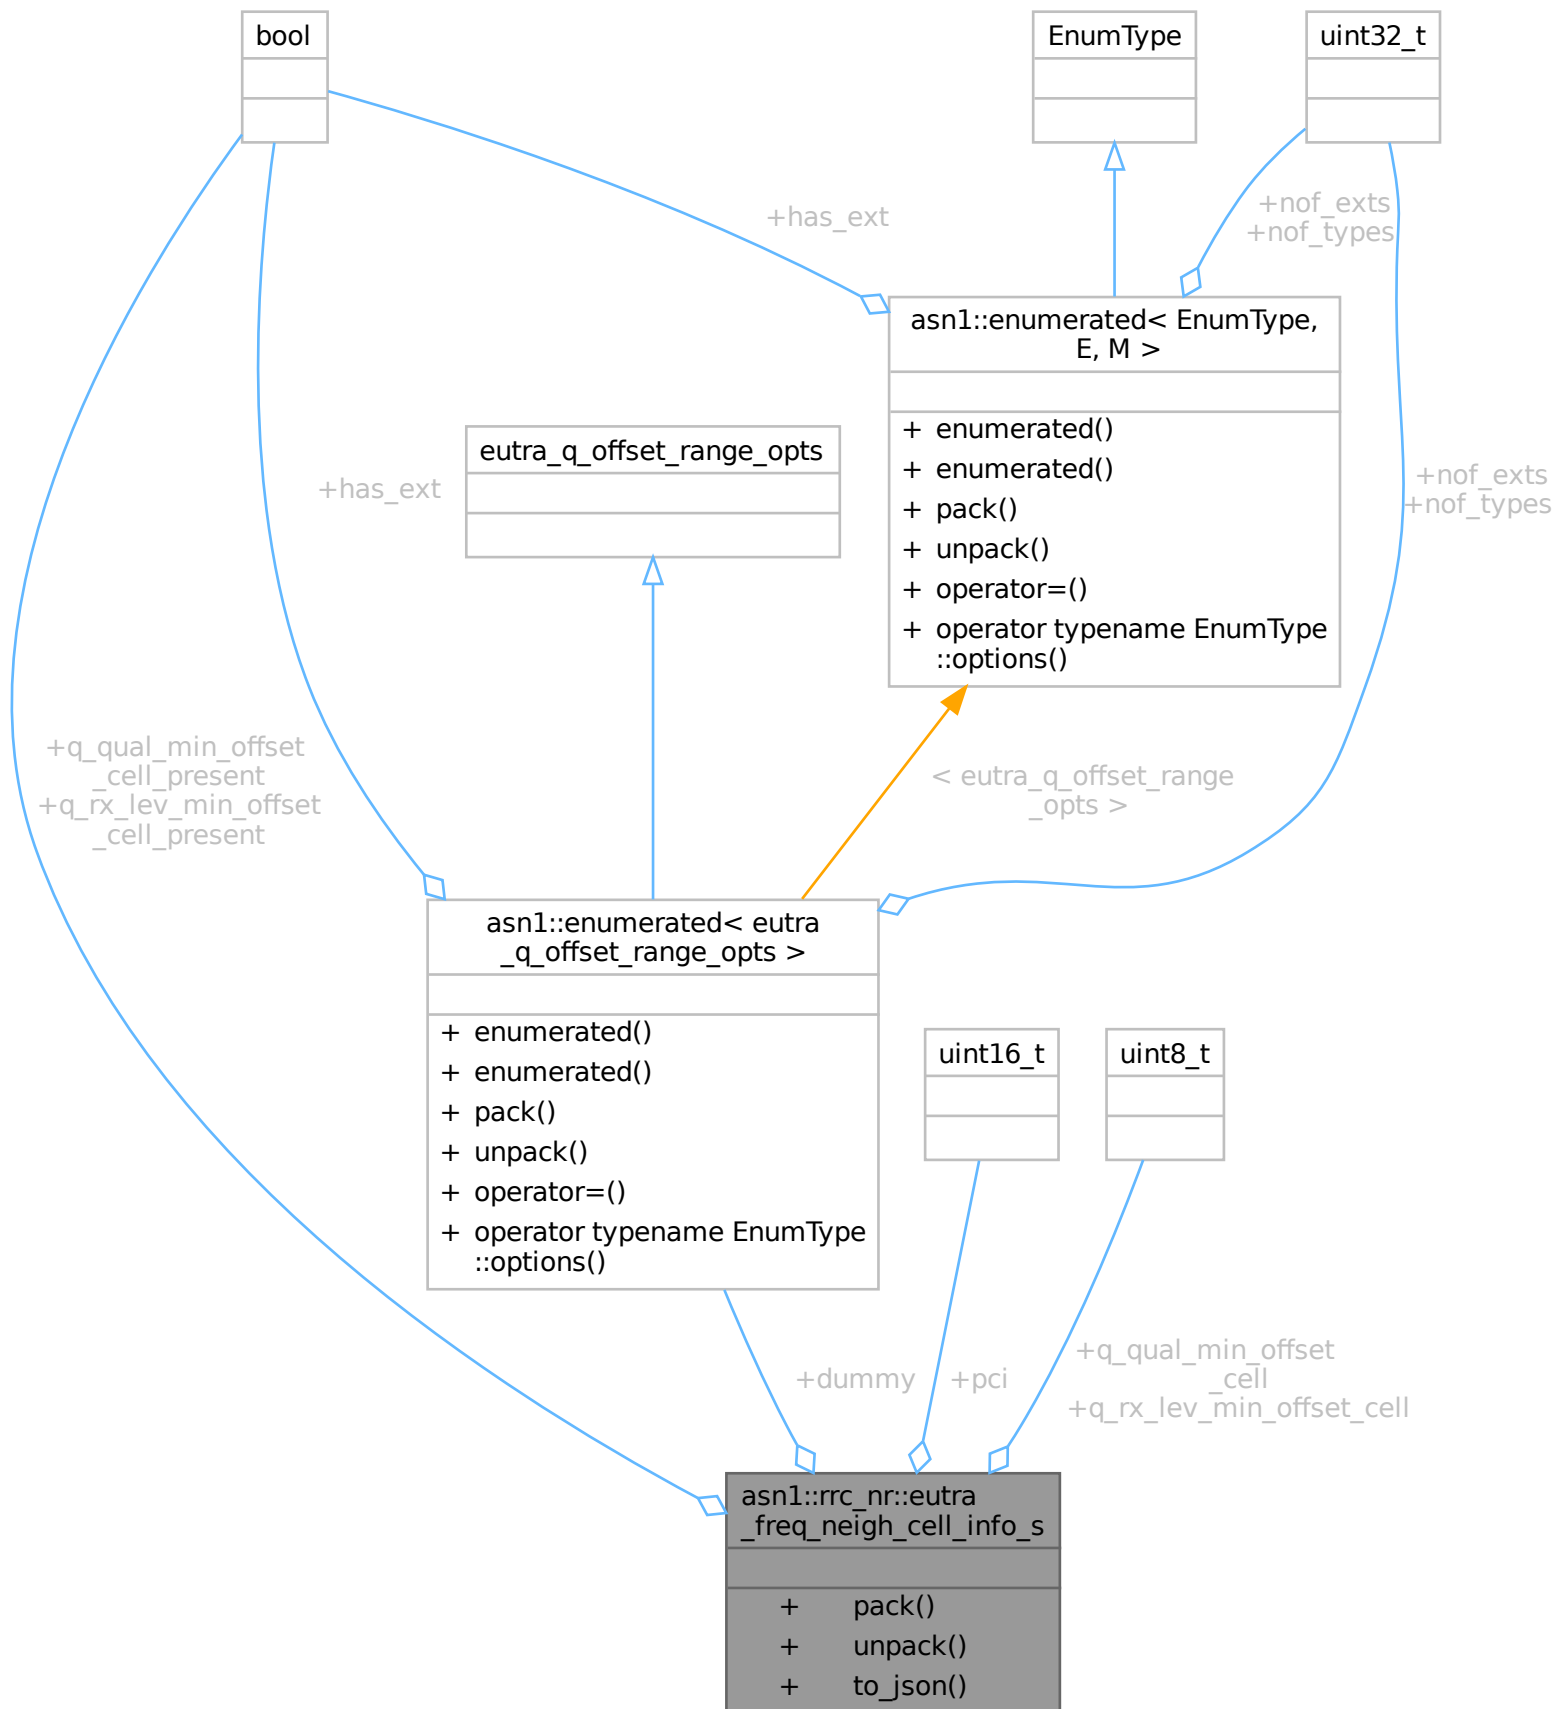 bool
EnumType
uint32_t
+has_ext
+nof_exts
+nof_types
asn1::enumerated< EnumType,
E, M >
+ enumerated()
+ enumerated()
+ pack()
+ unpack()
+ operator=()
+ operator typename EnumType
::options()
eutra_q_offset_range_opts
+has_ext
+nof_exts
+nof_types
+q_qual_min_offset
_cell_present
+q_rx_lev_min_offset
_cell_present
< eutra_q_offset_range
_opts >
asn1::enumerated< eutra
_q_offset_range_opts >
+ enumerated()
+ enumerated()
+ pack()
+ unpack()
+ operator=()
+ operator typename EnumType
::options()
uint16_t
uint8_t
+dummy
+pci
+q_qual_min_offset
_cell
+q_rx_lev_min_offset_cell
asn1::rrc_nr::eutra
_freq_neigh_cell_info_s
+ pack()
+ unpack()
+ to_json()